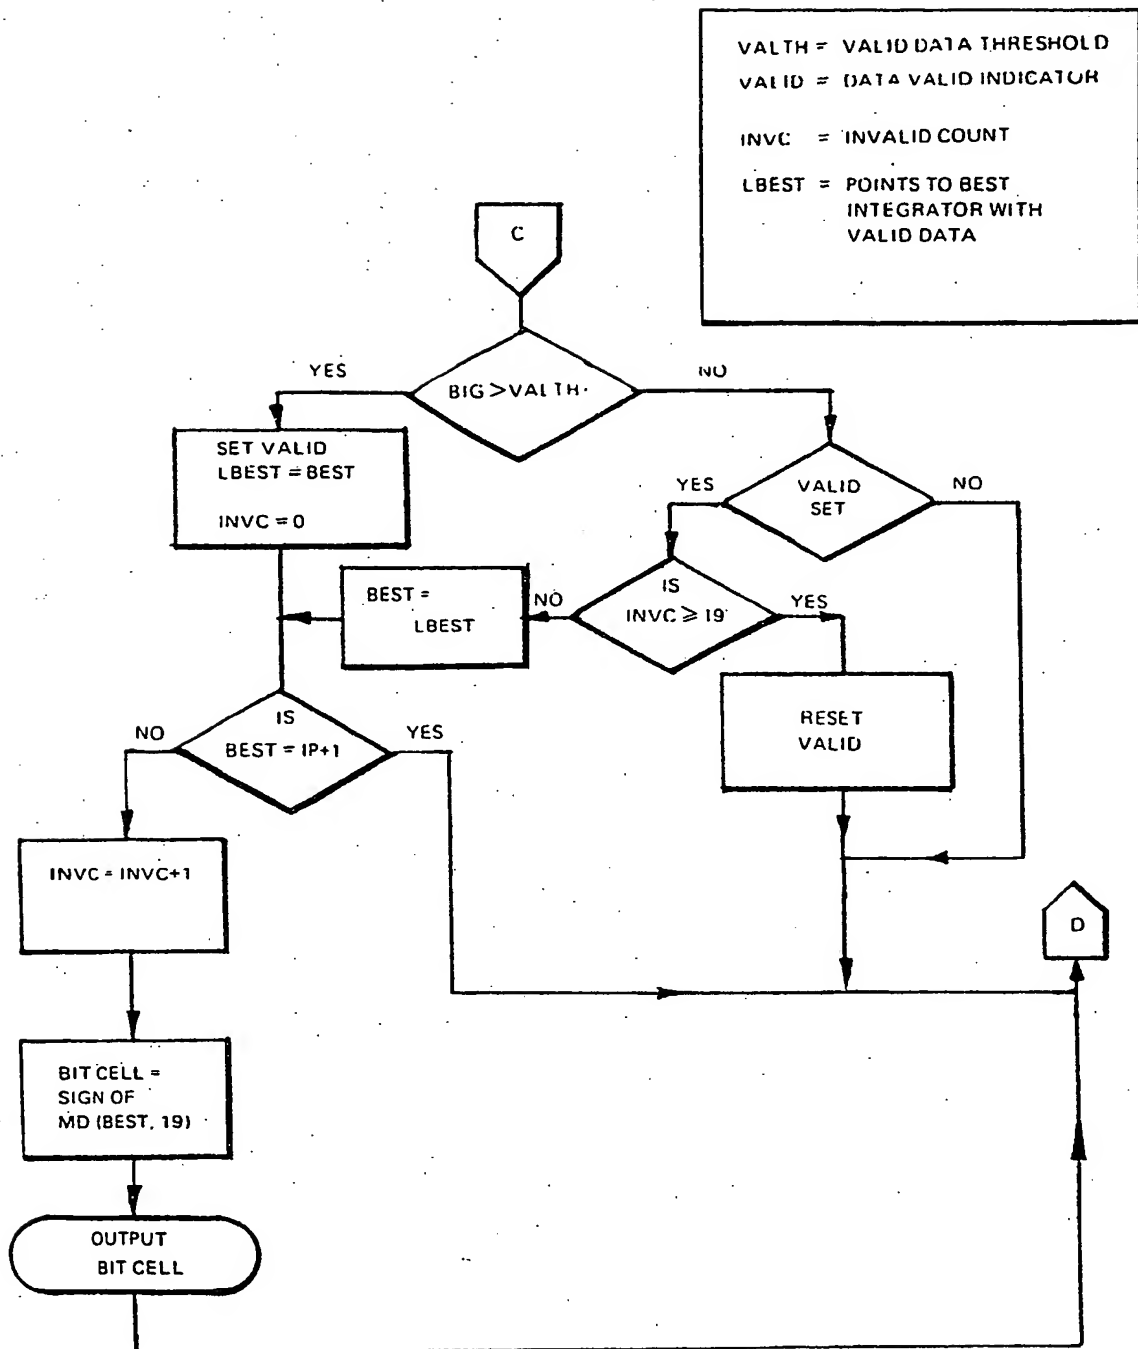 VALTH = VALID DATA THRESHOLD
VALID = DATA VALID INDICATOR
INVC = INVALID COUNT
LBEST = POINTS TO BEST
INTEGRATOR WITH
VALID DATA
C
YES
BIG > VALTH
NO
SET VALID
LBEST = BEST
INVC = 0
YES
VALID
SET
NO
BEST =
LBEST
NO
IS
INVC ≥ 19
YES
NO
IS
BEST = IP+1
YES
RESET
VALID
INVC = INVC+1
D
BIT CELL =
SIGN OF
MD (BEST, 19)
OUTPUT
BIT CELL